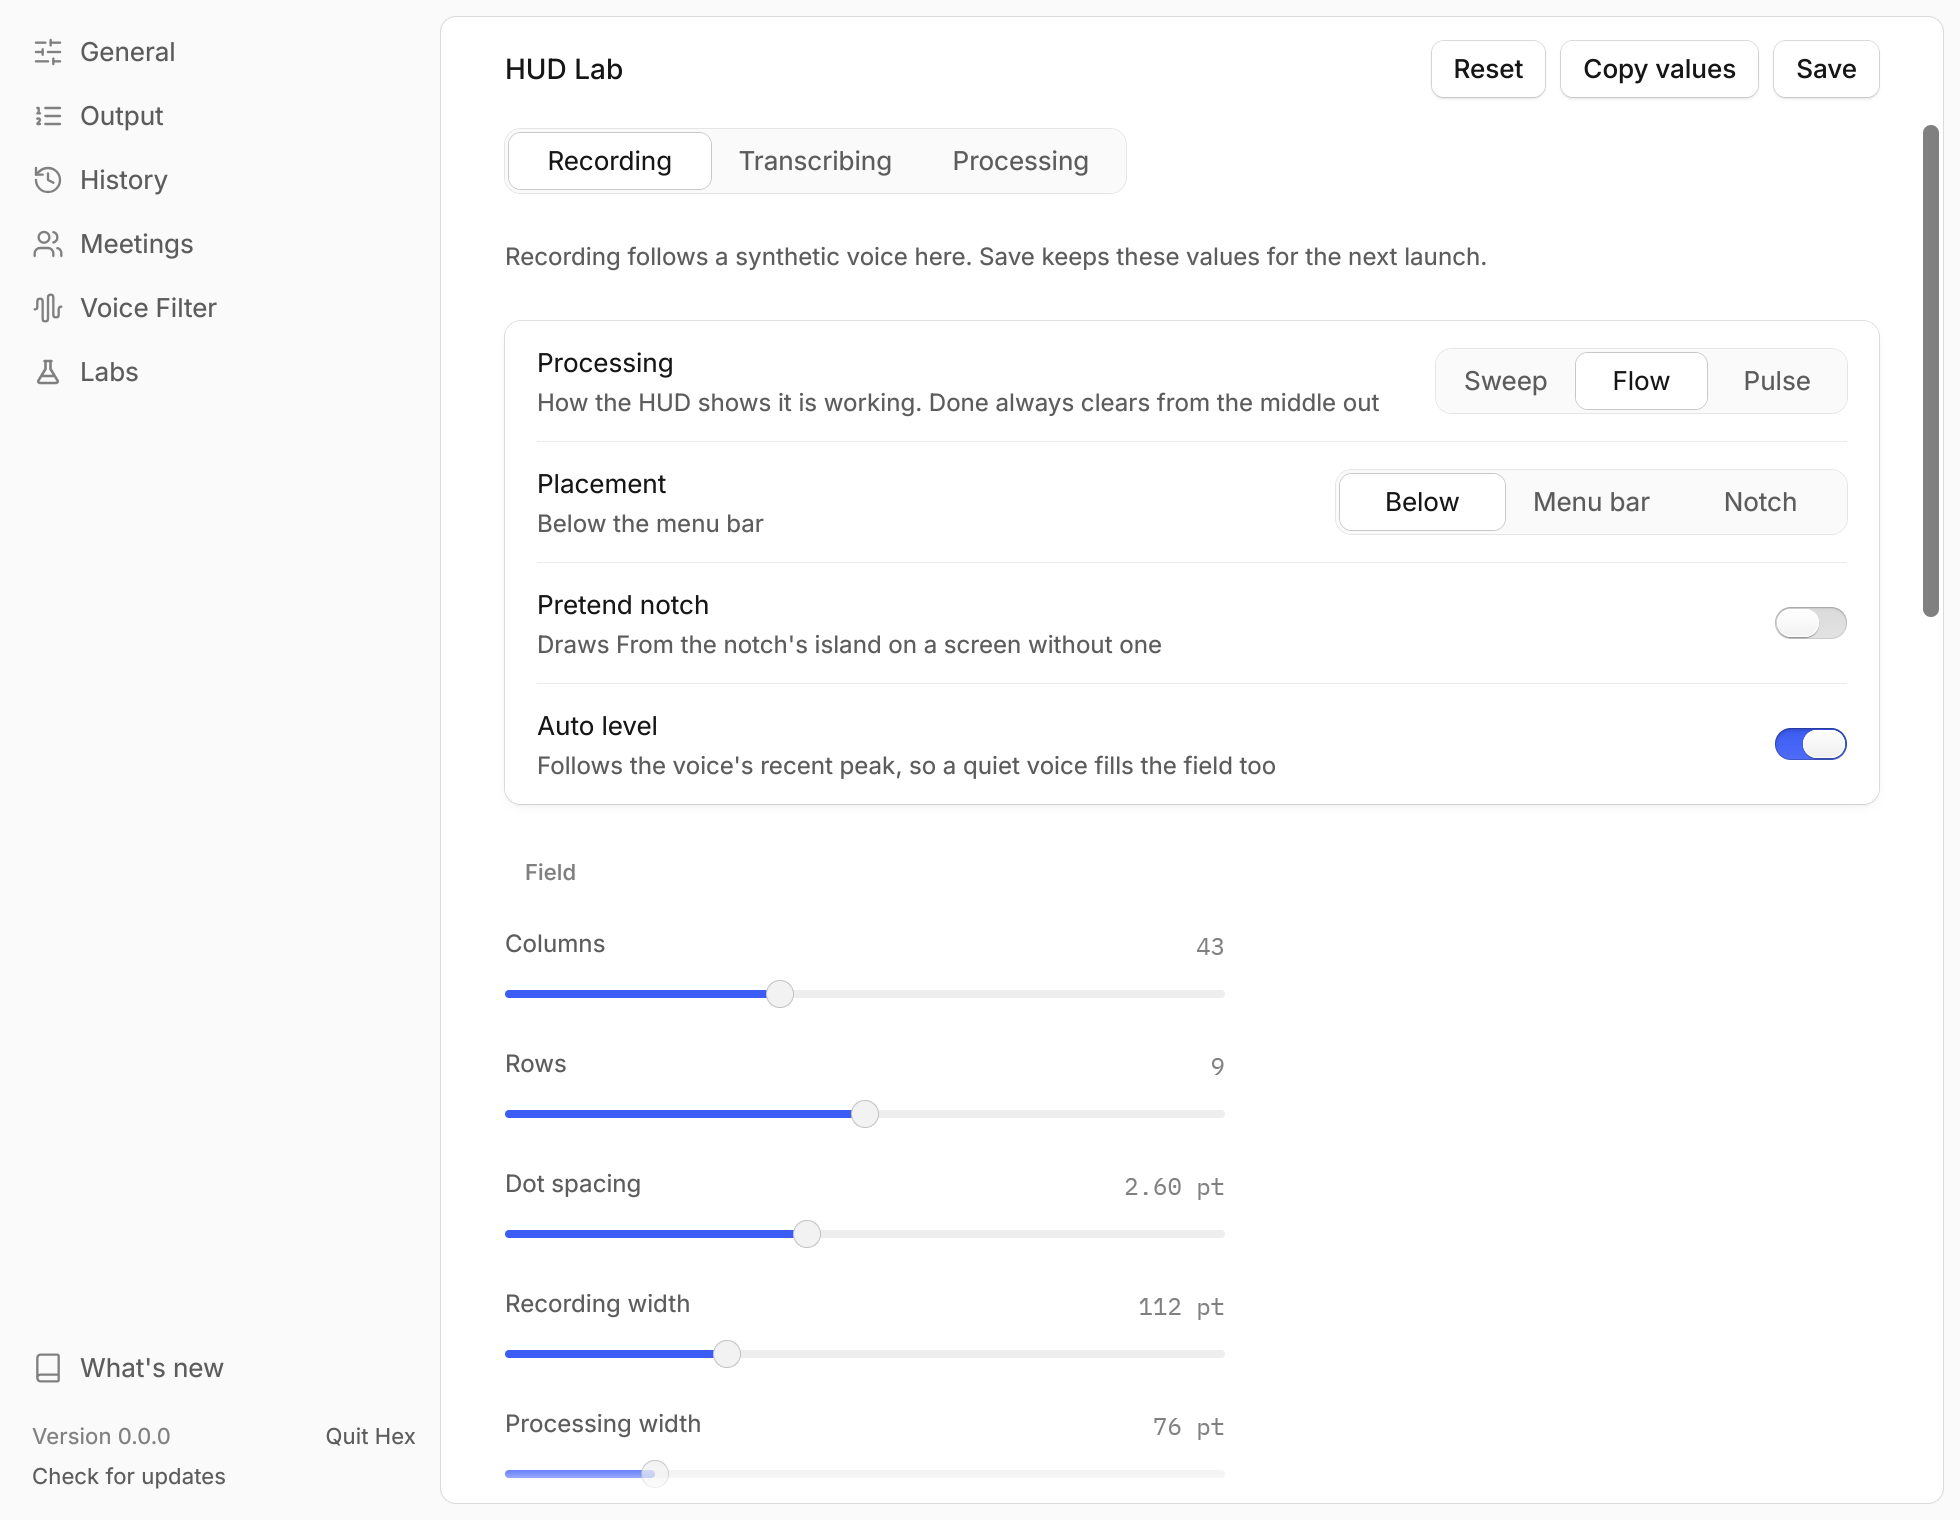 General
Output
History
Meetings
Voice Filter
Labs
What's new
Version 0.0.0
Quit Hex
Check for updates
HUD Lab
Reset
Copy values
Save
Recording
Transcribing
Processing
Recording follows a synthetic voice here. Save keeps these values for the next launch.
Processing
How the HUD shows it is working. Done always clears from the middle out
Sweep
Flow
Pulse
Placement
Below the menu bar
Below
Menu bar
Notch
Pretend notch
Draws From the notch's island on a screen without one
Auto level
Follows the voice's recent peak, so a quiet voice fills the field too
Field
Columns
43
Rows
9
Dot spacing
2.60 pt
Recording width
112 pt
Processing width
76 pt